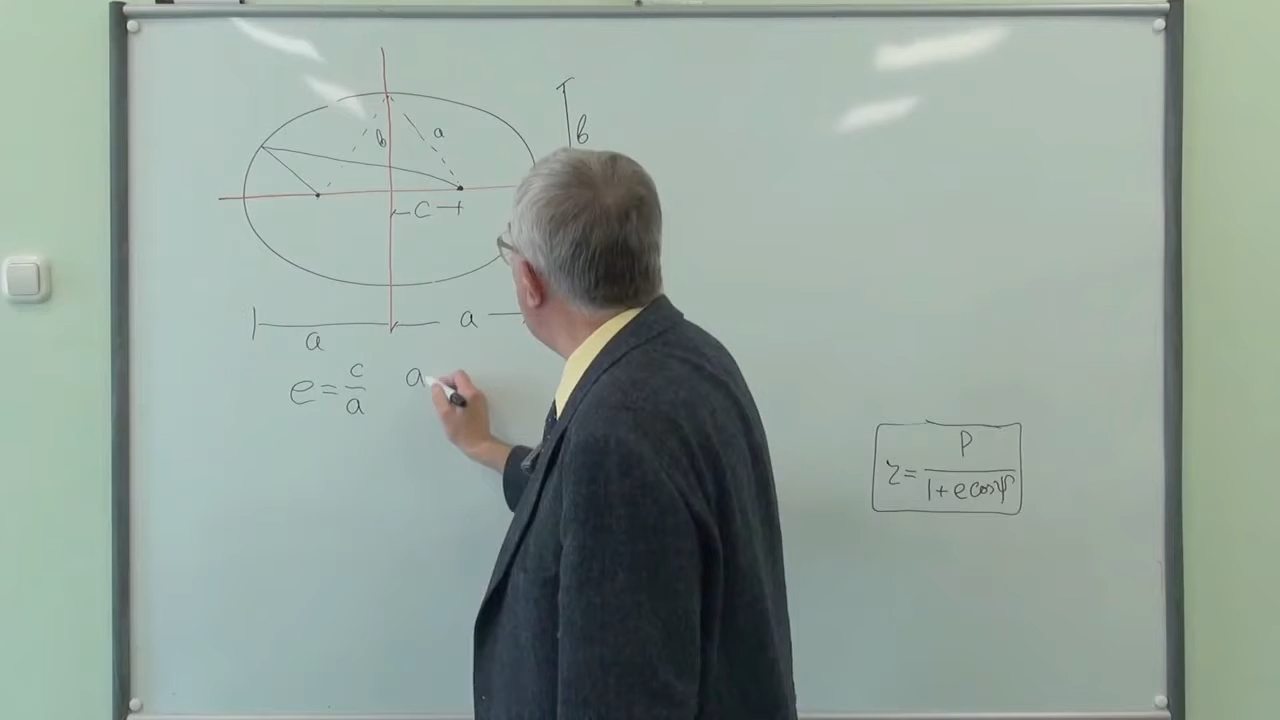 b
a
b
c
a
a
e = c/a
a
r = P/(1+e cos φ)